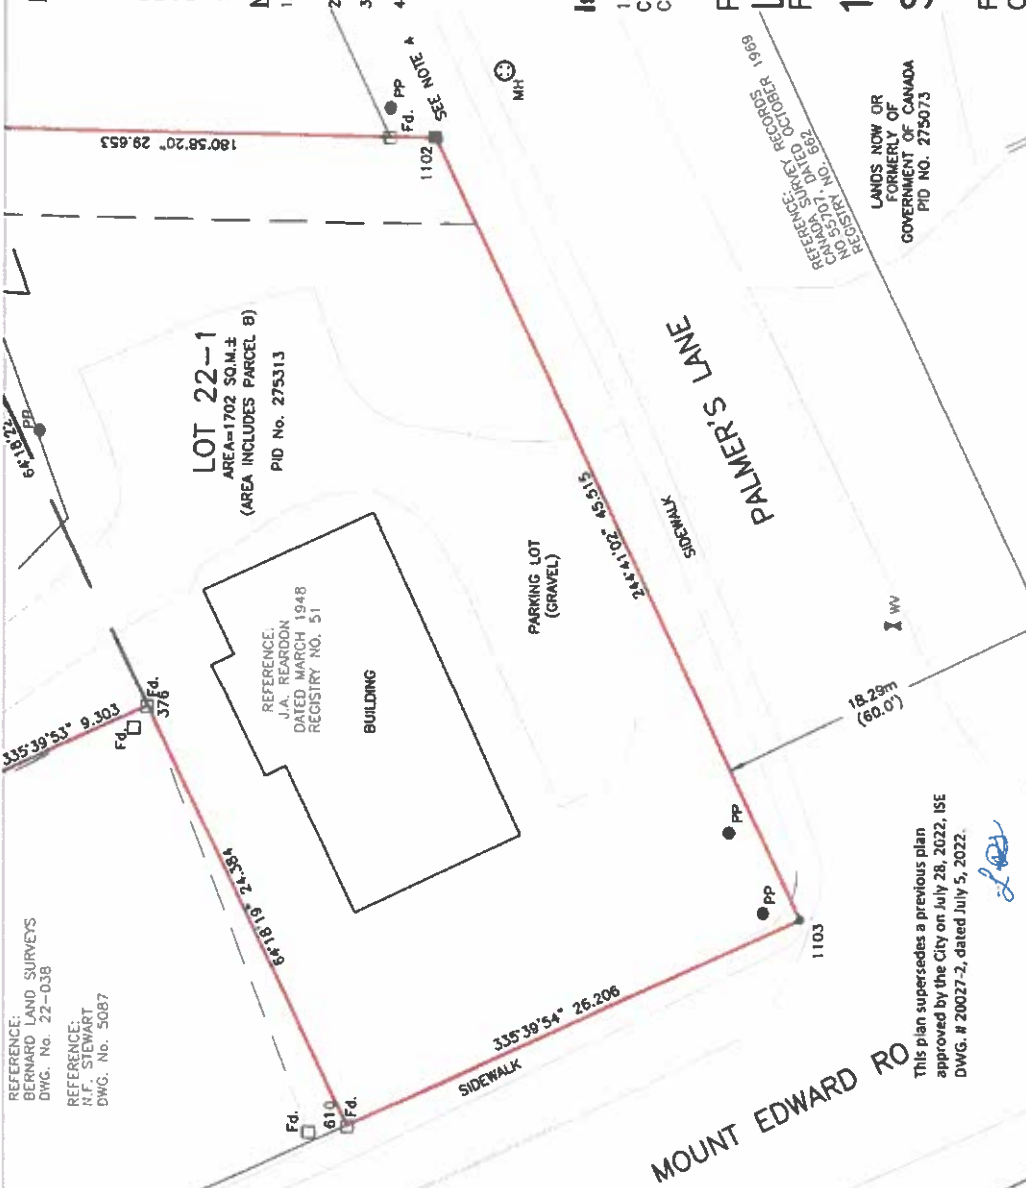 180°58'20" 29.653
PP
Fd.
1102
SEE NOTE A
MH
64°18'22"
PP
LOT 22-1
AREA=1702 SQ.M.±
(AREA INCLUDES PARCEL B)
PID No. 275313
REFERENCE:
CANADA SURVEY RECORDS
NO 55707, DATED OCTOBER 1969
REGISTRY NO. 662
LANDS NOW OR
FORMERLY OF
GOVERNMENT OF CANADA
PID NO. 275073
PALMER'S LANE
SIDEWALK
244°41'02" 45.515
PARKING LOT
(GRAVEL)
REFERENCE:
J.A. REARDON
DATED MARCH 1948
REGISTRY NO. 51
BUILDING
335°39'53" 9.303
Fd.
Fd.
376
64°18'19" 24.384
REFERENCE:
BERNARD LAND SURVEYS
DWG. No. 22-038
REFERENCE:
N.F. STEWART
DWG. No. 5087
Fd.
610
Fd.
335°39'54" 26.206
SIDEWALK
PP
PP
1103
18.29m
(60.0')
WV
MOUNT EDWARD RO
This plan supersedes a previous plan
approved by the City on July 28, 2022, ISE
DWG. # 20027-2, dated July 5, 2022.